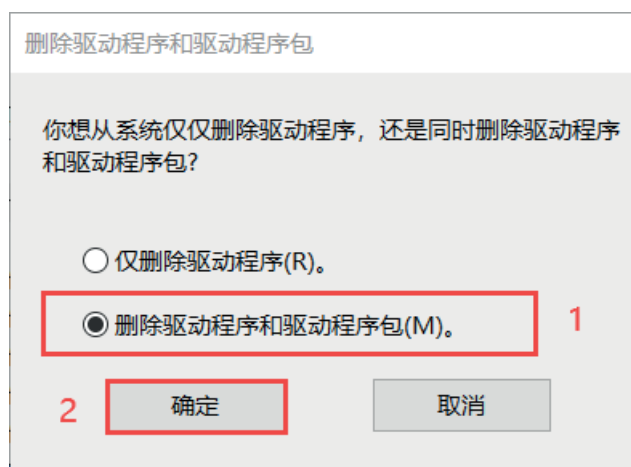 删除驱动程序和驱动程序包
你想从系统仅仅删除驱动程序，还是同时删除驱动程序
和驱动程序包?
仅删除驱动程序(R)。
删除驱动程序和驱动程序包(M)。 1
2 确定 取消